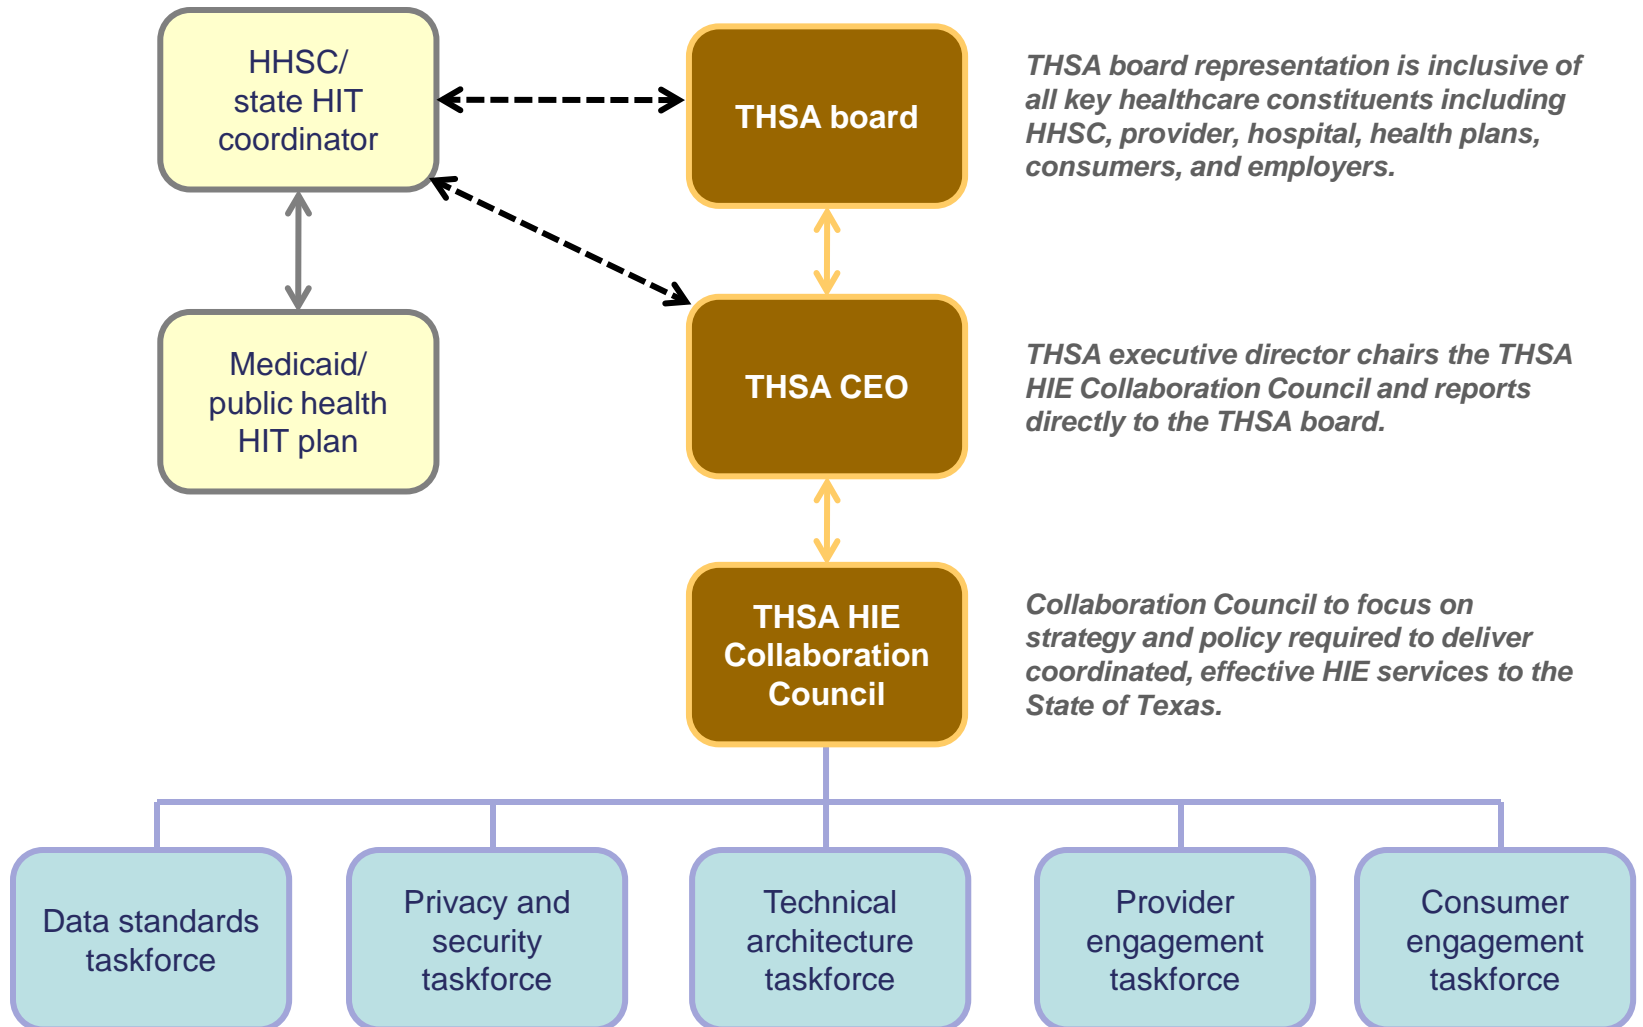 HHSC/
state HIT
coordinator
THSA board
THSA board representation is inclusive of
all key healthcare constituents including
HHSC, provider, hospital, health plans,
consumers, and employers.
Medicaid/
public health
HIT plan
THSA CEO
THSA executive director chairs the THSA
HIE Collaboration Council and reports
directly to the THSA board.
THSA HIE
Collaboration
Council
Collaboration Council to focus on
strategy and policy required to deliver
coordinated, effective HIE services to the
State of Texas.
Data standards
taskforce
Privacy and
security
taskforce
Technical
architecture
taskforce
Provider
engagement
taskforce
Consumer
engagement
taskforce